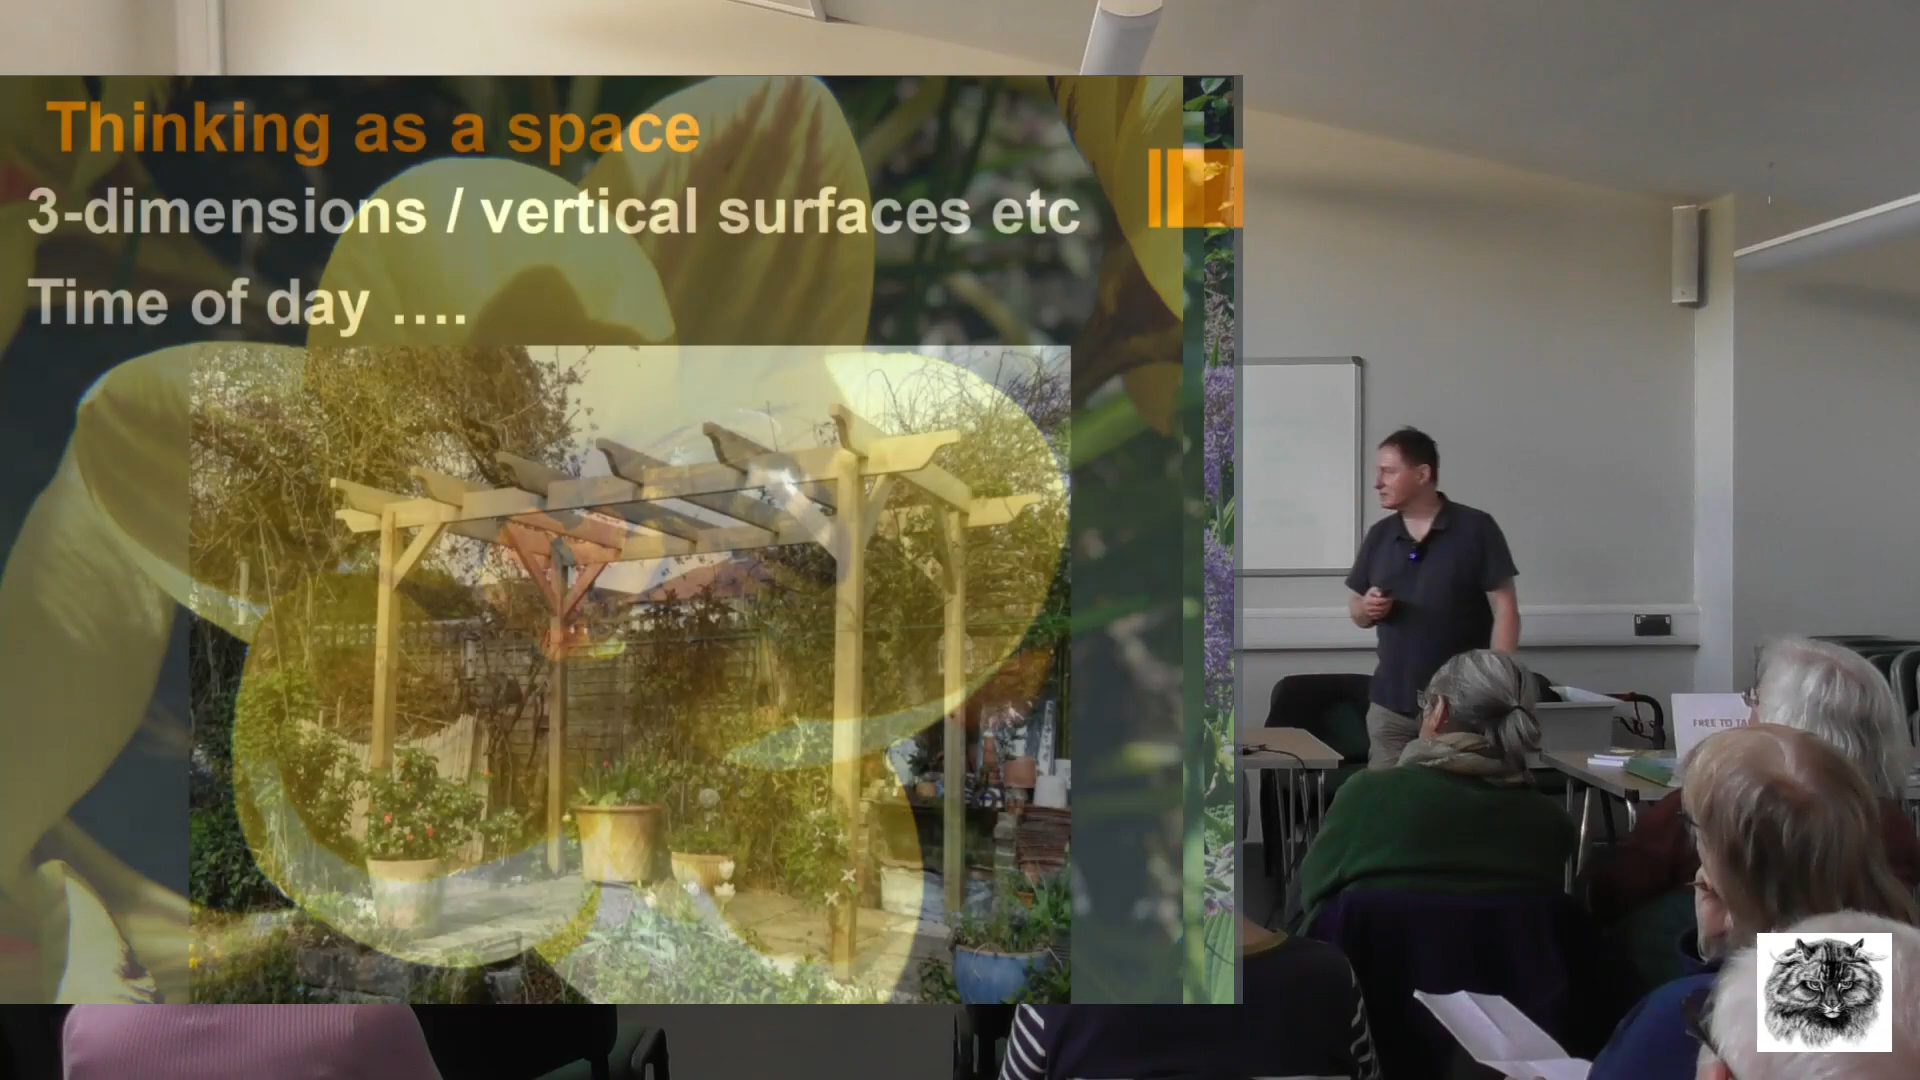 Thinking as a space
3-dimensions / vertical surfaces etc
Time of day ....
FREE TO TA